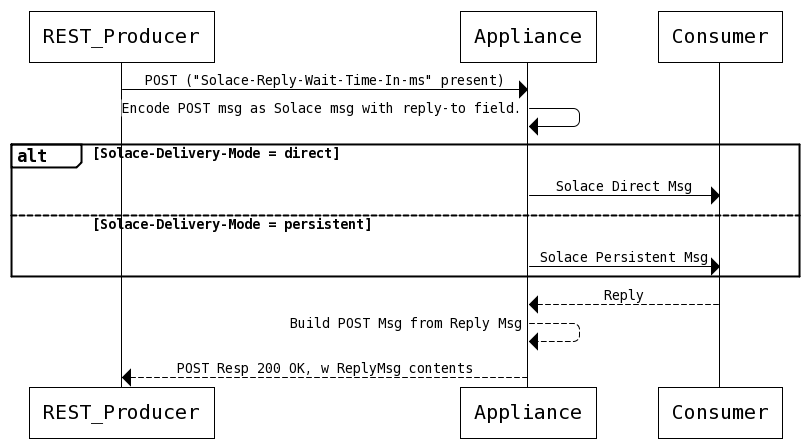 REST_Producer
Appliance
Consumer
POST ("Solace-Reply-Wait-Time-In-ms" present)
Encode POST msg as Solace msg with reply-to field.
alt
[Solace-Delivery-Mode = direct]
Solace Direct Msg
[Solace-Delivery-Mode = persistent]
Solace Persistent Msg
Reply
Build POST Msg from Reply Msg
POST Resp 200 OK, w ReplyMsg contents
REST_Producer
Appliance
Consumer